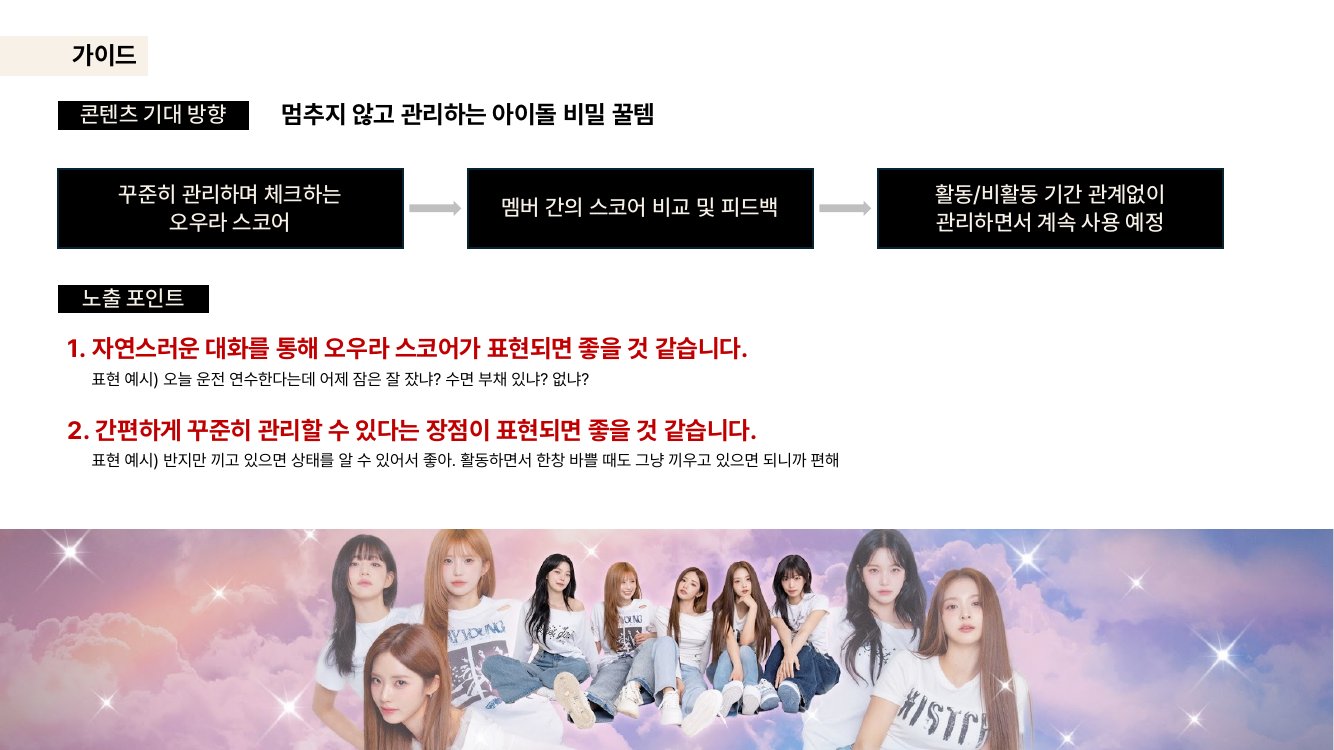 가이드
콘텐츠 기대 방향
멈추지 않고 관리하는 아이돌 비밀 꿀템
꾸준히 관리하며 체크하는
오우라 스코어
멤버 간의 스코어 비교 및 피드백
활동/비활동 기간 관계없이
관리하면서 계속 사용 예정
노출 포인트
1. 자연스러운 대화를 통해 오우라 스코어가 표현되면 좋을 것 같습니다.
표현 예시) 오늘 운전 연수한다는데 어제 잠은 잘 잤냐? 수면 부채 있냐? 없냐?
2. 간편하게 꾸준히 관리할 수 있다는 장점이 표현되면 좋을 것 같습니다.
표현 예시) 반지만 끼고 있으면 상태를 알 수 있어서 좋아. 활동하면서 한창 바쁠 때도 그냥 끼우고 있으면 되니까 편해